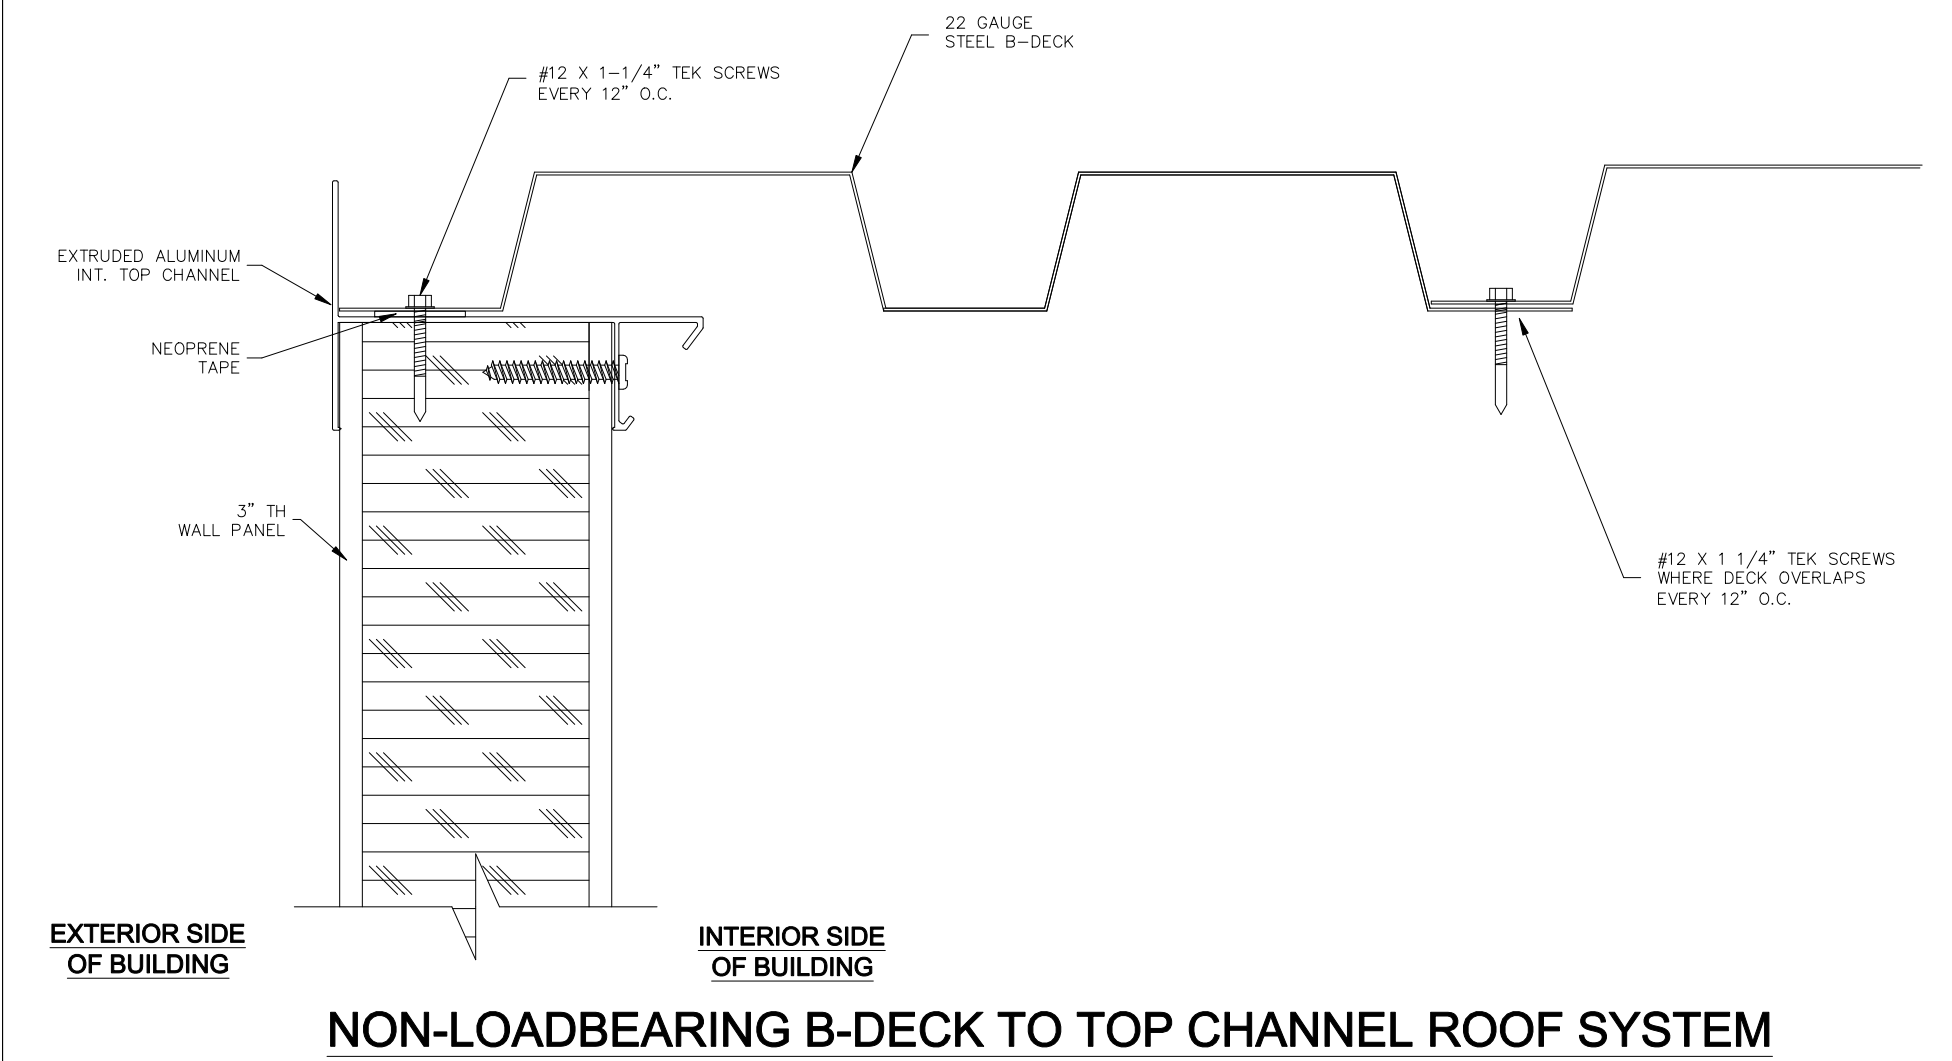 22 GAUGE
STEEL B-DECK
#12 X 1-1/4" TEK SCREWS
EVERY 12" O.C.
EXTRUDED ALUMINUM
INT. TOP CHANNEL
NEOPRENE
TAPE
3" TH
WALL PANEL
#12 X 1 1/4" TEK SCREWS
WHERE DECK OVERLAPS
EVERY 12" O.C.
EXTERIOR SIDE
OF BUILDING
INTERIOR SIDE
OF BUILDING
NON-LOADBEARING B-DECK TO TOP CHANNEL ROOF SYSTEM